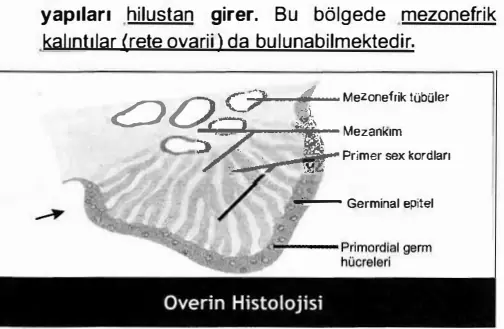 yapıları hilustan girer. Bu bölgede mezonefrik
kalıntılar (rete ovarii) da bulunabilmektedir.
Mezonefrik tübüler
Mezankim
Primer sex kordları
Germinal epitel
Primordial germ
hücreleri
Overin Histolojisi